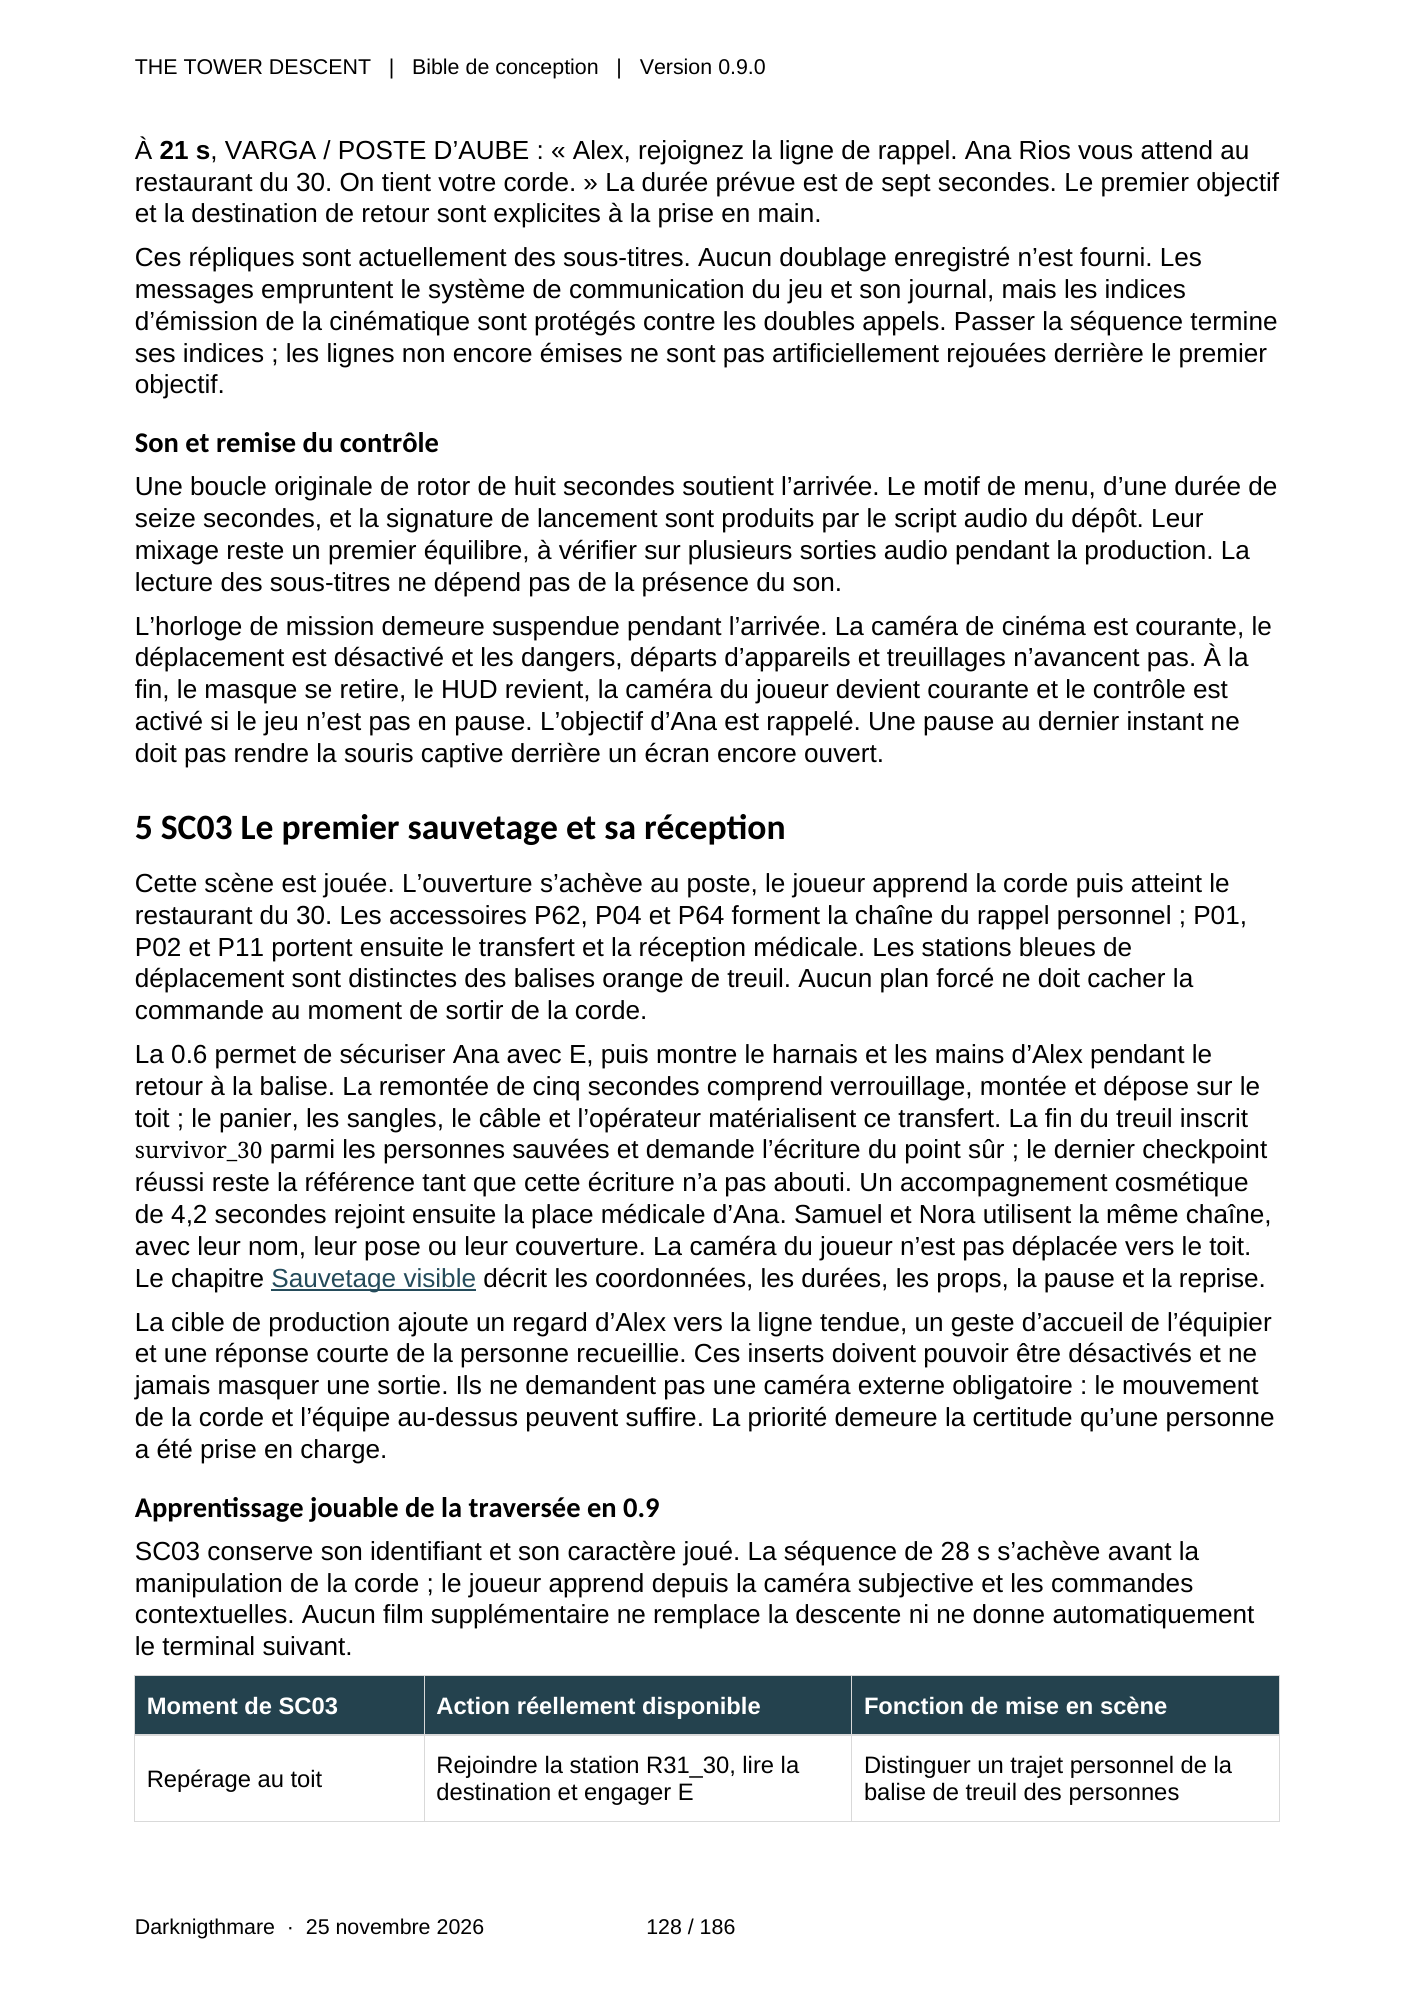 THE TOWER DESCENT | Bible de conception | Version 0.9.0
À 21 s, VARGA / POSTE D’AUBE : « Alex, rejoignez la ligne de rappel. Ana Rios vous attend au
restaurant du 30. On tient votre corde. » La durée prévue est de sept secondes. Le premier objectif
et la destination de retour sont explicites à la prise en main.
Ces répliques sont actuellement des sous-titres. Aucun doublage enregistré n’est fourni. Les
messages empruntent le système de communication du jeu et son journal, mais les indices
d’émission de la cinématique sont protégés contre les doubles appels. Passer la séquence termine
ses indices ; les lignes non encore émises ne sont pas artificiellement rejouées derrière le premier
objectif.
Son et remise du contrôle
Une boucle originale de rotor de huit secondes soutient l’arrivée. Le motif de menu, d’une durée de
seize secondes, et la signature de lancement sont produits par le script audio du dépôt. Leur
mixage reste un premier équilibre, à vérifier sur plusieurs sorties audio pendant la production. La
lecture des sous-titres ne dépend pas de la présence du son.
L’horloge de mission demeure suspendue pendant l’arrivée. La caméra de cinéma est courante, le
déplacement est désactivé et les dangers, départs d’appareils et treuillages n’avancent pas. À la
fin, le masque se retire, le HUD revient, la caméra du joueur devient courante et le contrôle est
activé si le jeu n’est pas en pause. L’objectif d’Ana est rappelé. Une pause au dernier instant ne
doit pas rendre la souris captive derrière un écran encore ouvert.
5 SC03 Le premier sauvetage et sa réception
Cette scène est jouée. L’ouverture s’achève au poste, le joueur apprend la corde puis atteint le
restaurant du 30. Les accessoires P62, P04 et P64 forment la chaîne du rappel personnel ; P01,
P02 et P11 portent ensuite le transfert et la réception médicale. Les stations bleues de
déplacement sont distinctes des balises orange de treuil. Aucun plan forcé ne doit cacher la
commande au moment de sortir de la corde.
La 0.6 permet de sécuriser Ana avec E, puis montre le harnais et les mains d’Alex pendant le
retour à la balise. La remontée de cinq secondes comprend verrouillage, montée et dépose sur le
toit ; le panier, les sangles, le câble et l’opérateur matérialisent ce transfert. La fin du treuil inscrit
survivor_30 parmi les personnes sauvées et demande l’écriture du point sûr ; le dernier checkpoint
réussi reste la référence tant que cette écriture n’a pas abouti. Un accompagnement cosmétique
de 4,2 secondes rejoint ensuite la place médicale d’Ana. Samuel et Nora utilisent la même chaîne,
avec leur nom, leur pose ou leur couverture. La caméra du joueur n’est pas déplacée vers le toit.
Le chapitre Sauvetage visible décrit les coordonnées, les durées, les props, la pause et la reprise.
La cible de production ajoute un regard d’Alex vers la ligne tendue, un geste d’accueil de l’équipier
et une réponse courte de la personne recueillie. Ces inserts doivent pouvoir être désactivés et ne
jamais masquer une sortie. Ils ne demandent pas une caméra externe obligatoire : le mouvement
de la corde et l’équipe au-dessus peuvent suffire. La priorité demeure la certitude qu’une personne
a été prise en charge.
Apprentissage jouable de la traversée en 0.9
SC03 conserve son identifiant et son caractère joué. La séquence de 28 s s’achève avant la
manipulation de la corde ; le joueur apprend depuis la caméra subjective et les commandes
contextuelles. Aucun film supplémentaire ne remplace la descente ni ne donne automatiquement
le terminal suivant.
Moment de SC03 Action réellement disponible Fonction de mise en scène
Repérage au toit
Rejoindre la station R31_30, lire la
destination et engager E
Distinguer un trajet personnel de la
balise de treuil des personnes
Darknigthmare · 25 novembre 2026 128 / 186